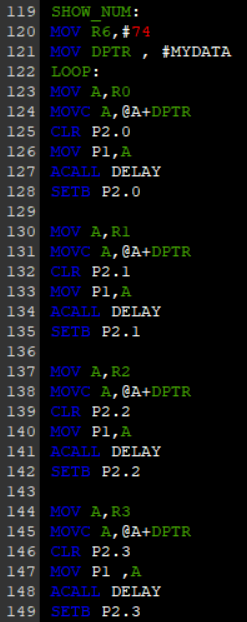 119 SHOW_NUM:
120 MOV R6,#74
121 MOV DPTR , #MYDATA
122 LOOP:
123 MOV A,R0
124 MOVC A,@A+DPTR
125 CLR P2.0
126 MOV P1,A
127 ACALL DELAY
128 SETB P2.0
129
130 MOV A,R1
131 MOVC A,@A+DPTR
132 CLR P2.1
133 MOV P1,A
134 ACALL DELAY
135 SETB P2.1
136
137 MOV A,R2
138 MOVC A,@A+DPTR
139 CLR P2.2
140 MOV P1,A
141 ACALL DELAY
142 SETB P2.2
143
144 MOV A,R3
145 MOVC A,@A+DPTR
146 CLR P2.3
147 MOV P1 ,A
148 ACALL DELAY
149 SETB P2.3